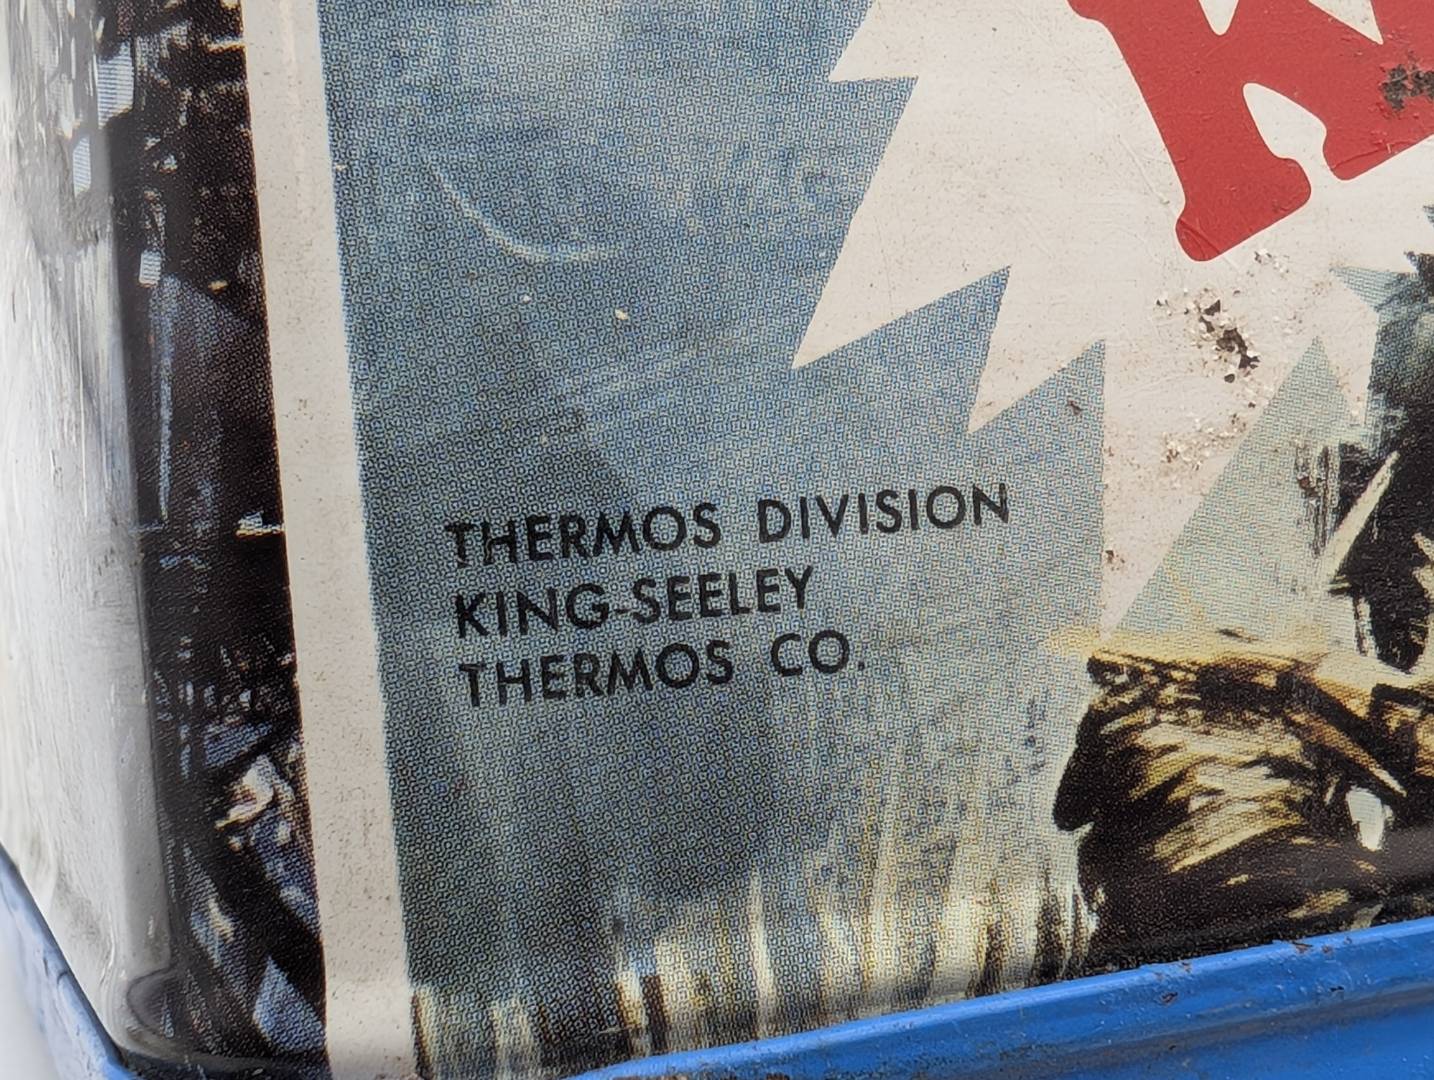 K
THERMOS DIVISION
KING-SEELEY
THERMOS CO.